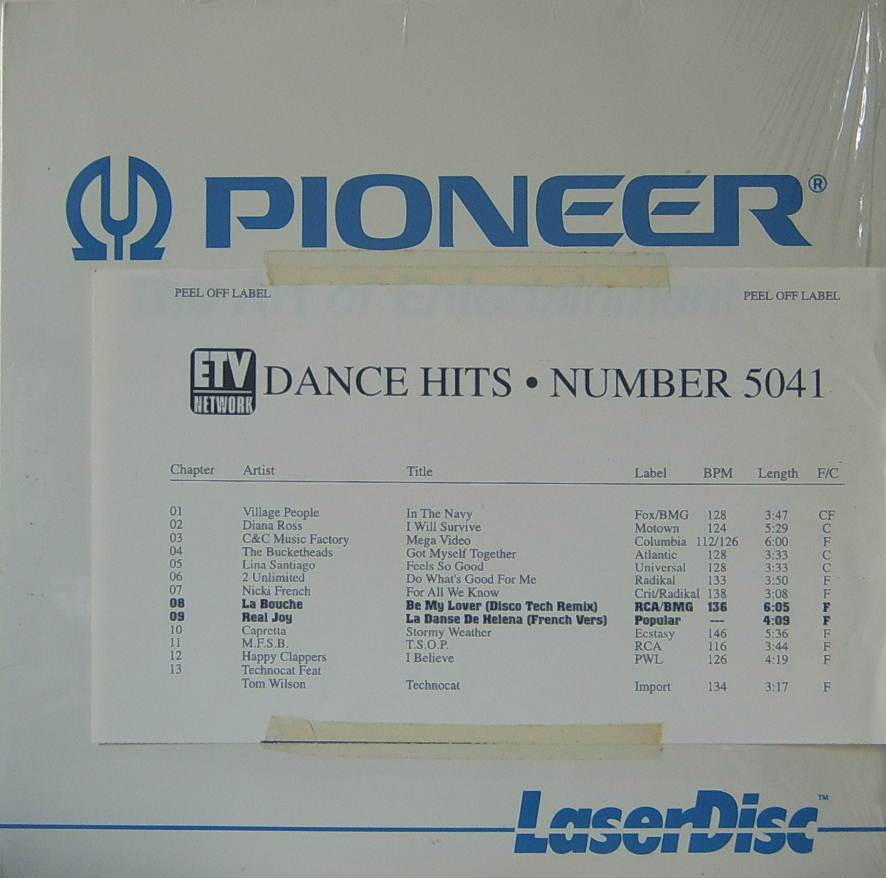 PIONEER®
The Art of Entertainment
PEEL OFF LABEL PEEL OFF LABEL
ETV NETWORK DANCE HITS • NUMBER 5041
Chapter Artist Title Label BPM Length F/C
01 Village People In The Navy Fox/BMG 128 3:47 CF
02 Diana Ross I Will Survive Motown 124 5:29 C
03 C&C Music Factory Mega Video Columbia 112/126 6:00 F
04 The Bucketheads Got Myself Together Atlantic 128 3:33 C
05 Lina Santiago Feels So Good Universal 128 3:33 C
06 2 Unlimited Do What's Good For Me Radikal 133 3:50 F
07 Nicki French For All We Know Crit/Radikal 138 3:08 F
08 La Bouche Be My Lover (Disco Tech Remix) RCA/BMG 136 6:05 F
09 Real Joy La Danse De Helena (French Vers) Popular --- 4:09 F
10 Capretta Stormy Weather Ecstasy 146 5:36 F
11 M.F.S.B. T.S.O.P. RCA 116 3:44 F
12 Happy Clappers I Believe PWL 126 4:19 F
13 Technocat Feat
Tom Wilson Technocat Import 134 3:17 F
LaserDisc™